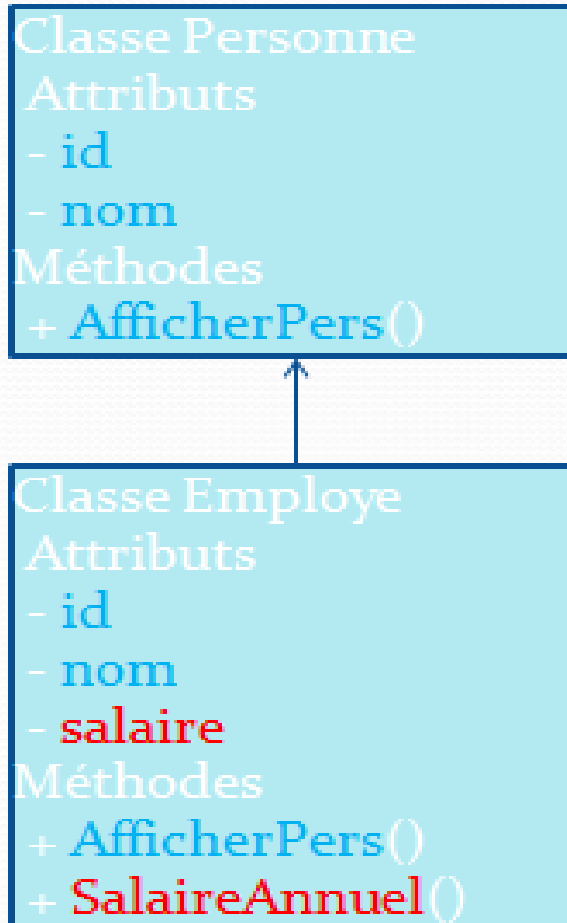 Classe Personne
Attributs
- id
- nom
Méthodes
+ AfficherPers()
Classe Employe
Attributs
- id
- nom
- salaire
Méthodes
+ AfficherPers()
+ SalaireAnnuel()